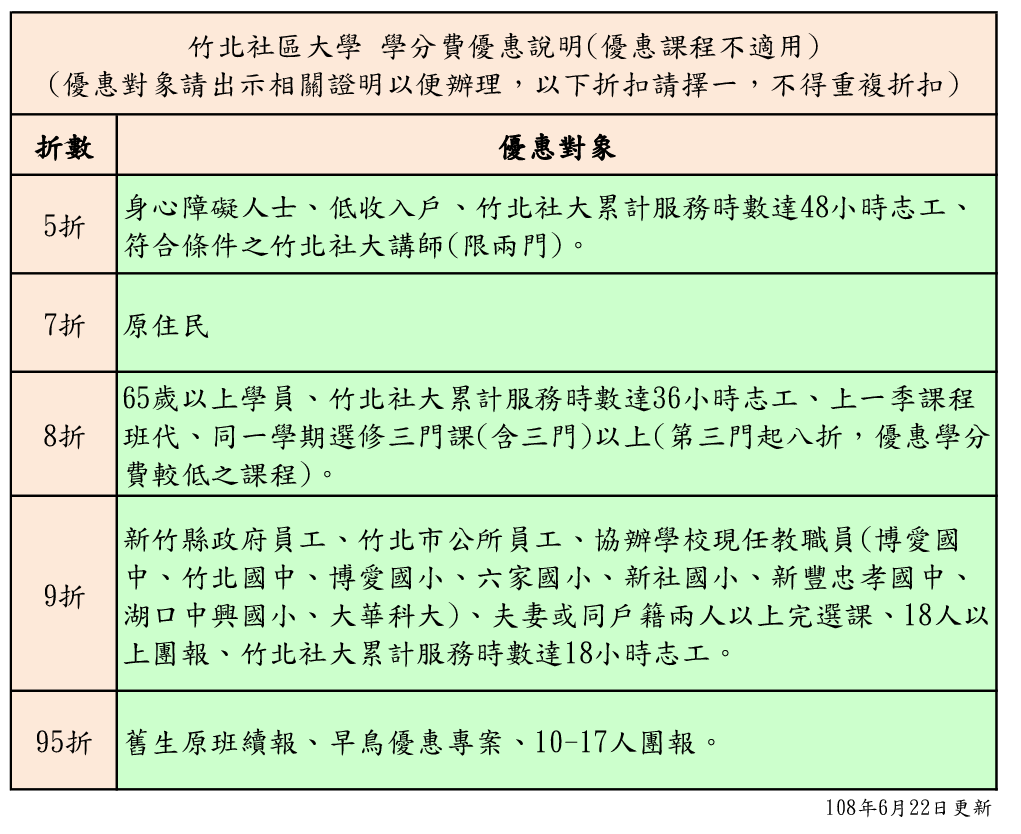 竹北社區大學 學分費優惠說明(優惠課程不適用)
(優惠對象請出示相關證明以便辦理，以下折扣請擇一，不得重複折扣)
折數
優惠對象
5折
身心障礙人士、低收入戶、竹北社大累計服務時數達48小時志工、
符合條件之竹北社大講師(限兩門)。
7折
原住民
8折
65歲以上學員、竹北社大累計服務時數達36小時志工、上一季課程
班代、同一學期選修三門課(含三門)以上(第三門起八折，優惠學分
費較低之課程)。
9折
新竹縣政府員工、竹北市公所員工、協辦學校現任教職員(博愛國
中、竹北國中、博愛國小、六家國小、新社國小、新豐忠孝國中、
湖口中興國小、大華科大)、夫妻或同戶籍兩人以上完選課、18人以
上團報、竹北社大累計服務時數達18小時志工。
95折
舊生原班續報、早鳥優惠專案、10-17人團報。
108年6月22日更新